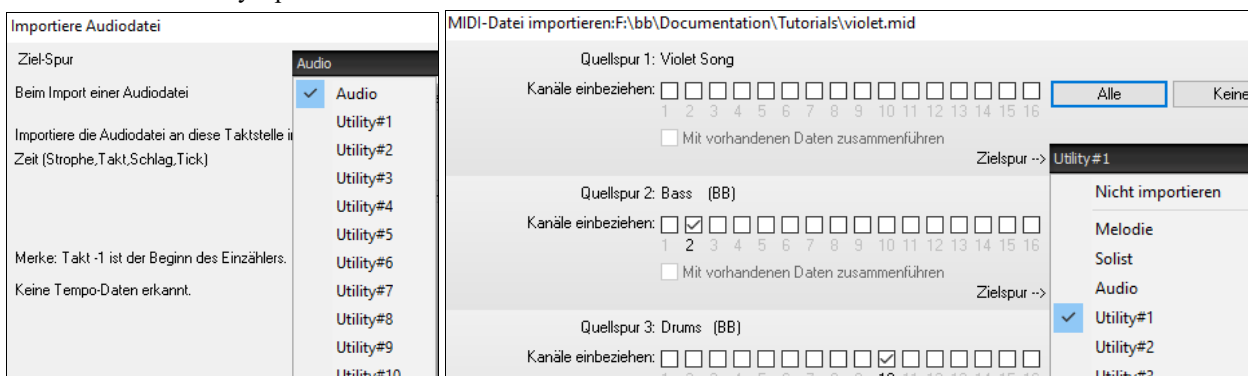 Importiere Audiodatei
Ziel-Spur
Audio
Beim Import einer Audiodatei
Importiere die Audiodatei an diese Taktstelle i
Zeit (Strophe,Takt,Schlag,Tick)
Merke: Takt -1 ist der Beginn des Einzählers.
Keine Tempo-Daten erkannt.
Audio
Utility#1
Utility#2
Utility#3
Utility#4
Utility#5
Utility#6
Utility#7
Utility#8
Utility#9
Utility#10
MIDI-Datei importieren:F:\bb\Documentation\Tutorials\violet.mid
Quellspur 1: Violet Song
Kanäle einbeziehen:
Alle
Keine
1 2 3 4 5 6 7 8 9 10 11 12 13 14 15 16
Mit vorhandenen Daten zusammenführen
Zielspur --> Utility#1
Quellspur 2: Bass (BB)
Kanäle einbeziehen:
1 2 3 4 5 6 7 8 9 10 11 12 13 14 15 16
Mit vorhandenen Daten zusammenführen
Zielspur -->
Quellspur 3: Drums (BB)
Kanäle einbeziehen:
Nicht importieren
Melodie
Solist
Audio
Utility#1
Utility#2
Utility#3